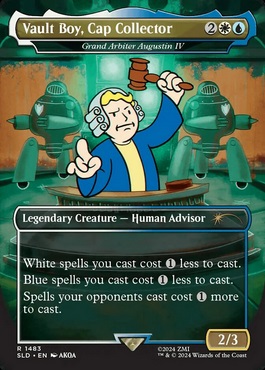 Vault Boy, Cap Collector 2
Grand Arbiter Augustin IV
Legendary Creature — Human Advisor
White spells you cast cost 1 less to cast.
Blue spells you cast cost 1 less to cast.
Spells your opponents cast cost 1 more
to cast.
2/3
R 1483
SLD • EN AKQA
©2024 ZMI
™ & © 2024 Wizards of the Coast